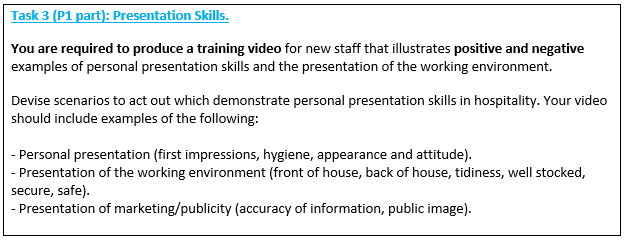 Task 3 (P1 part): Presentation Skills.
You are required to produce a training video for new staff that illustrates positive and negative
examples of personal presentation skills and the presentation of the working environment.
Devise scenarios to act out which demonstrate personal presentation skills in hospitality. Your video
should include examples of the following:
- Personal presentation (first impressions, hygiene, appearance and attitude).
- Presentation of the working environment (front of house, back of house, tidiness, well stocked,
secure, safe).
- Presentation of marketing/publicity (accuracy of information, public image).